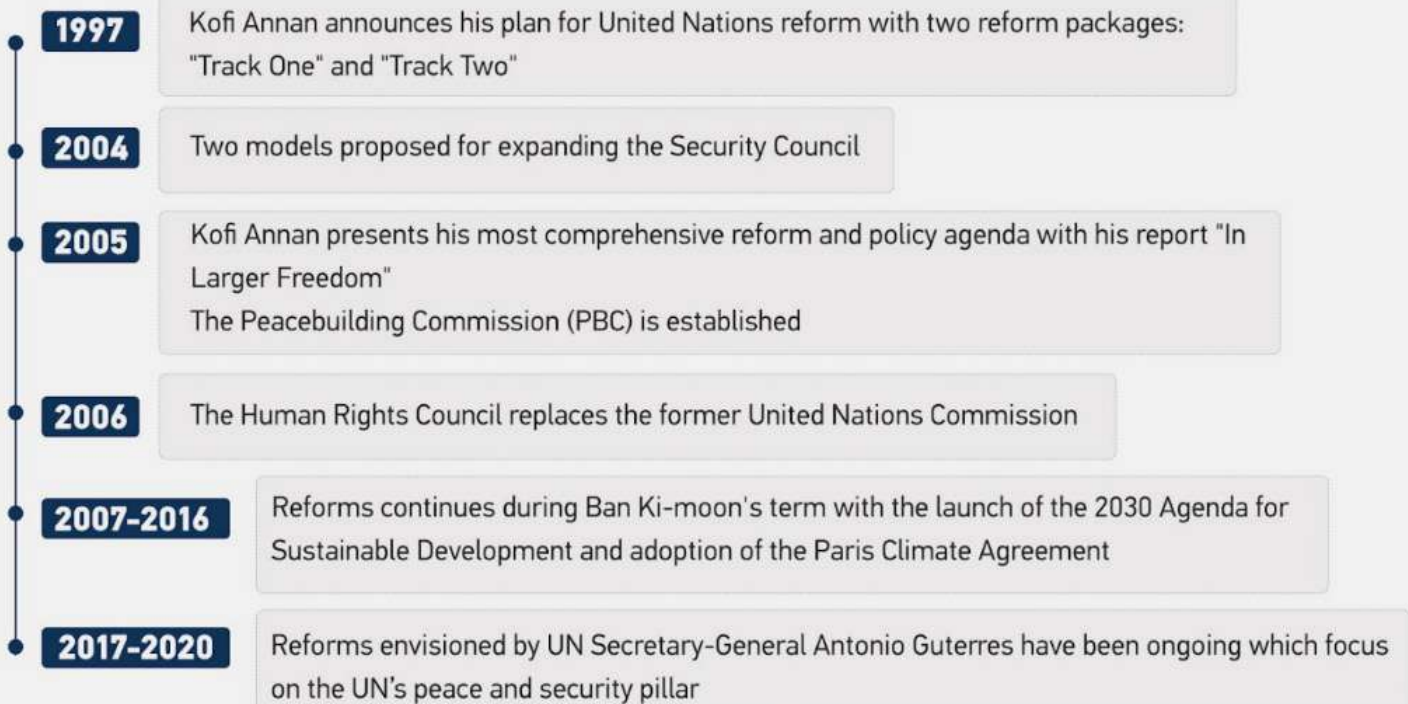 1997
Kofi Annan announces his plan for United Nations reform with two reform packages:
"Track One" and "Track Two"
2004
Two models proposed for expanding the Security Council
2005
Kofi Annan presents his most comprehensive reform and policy agenda with his report "In
Larger Freedom"
The Peacebuilding Commission (PBC) is established
2006
The Human Rights Council replaces the former United Nations Commission
2007-2016
Reforms continues during Ban Ki-moon's term with the launch of the 2030 Agenda for
Sustainable Development and adoption of the Paris Climate Agreement
2017-2020
Reforms envisioned by UN Secretary-General Antonio Guterres have been ongoing which focus
on the UN's peace and security pillar